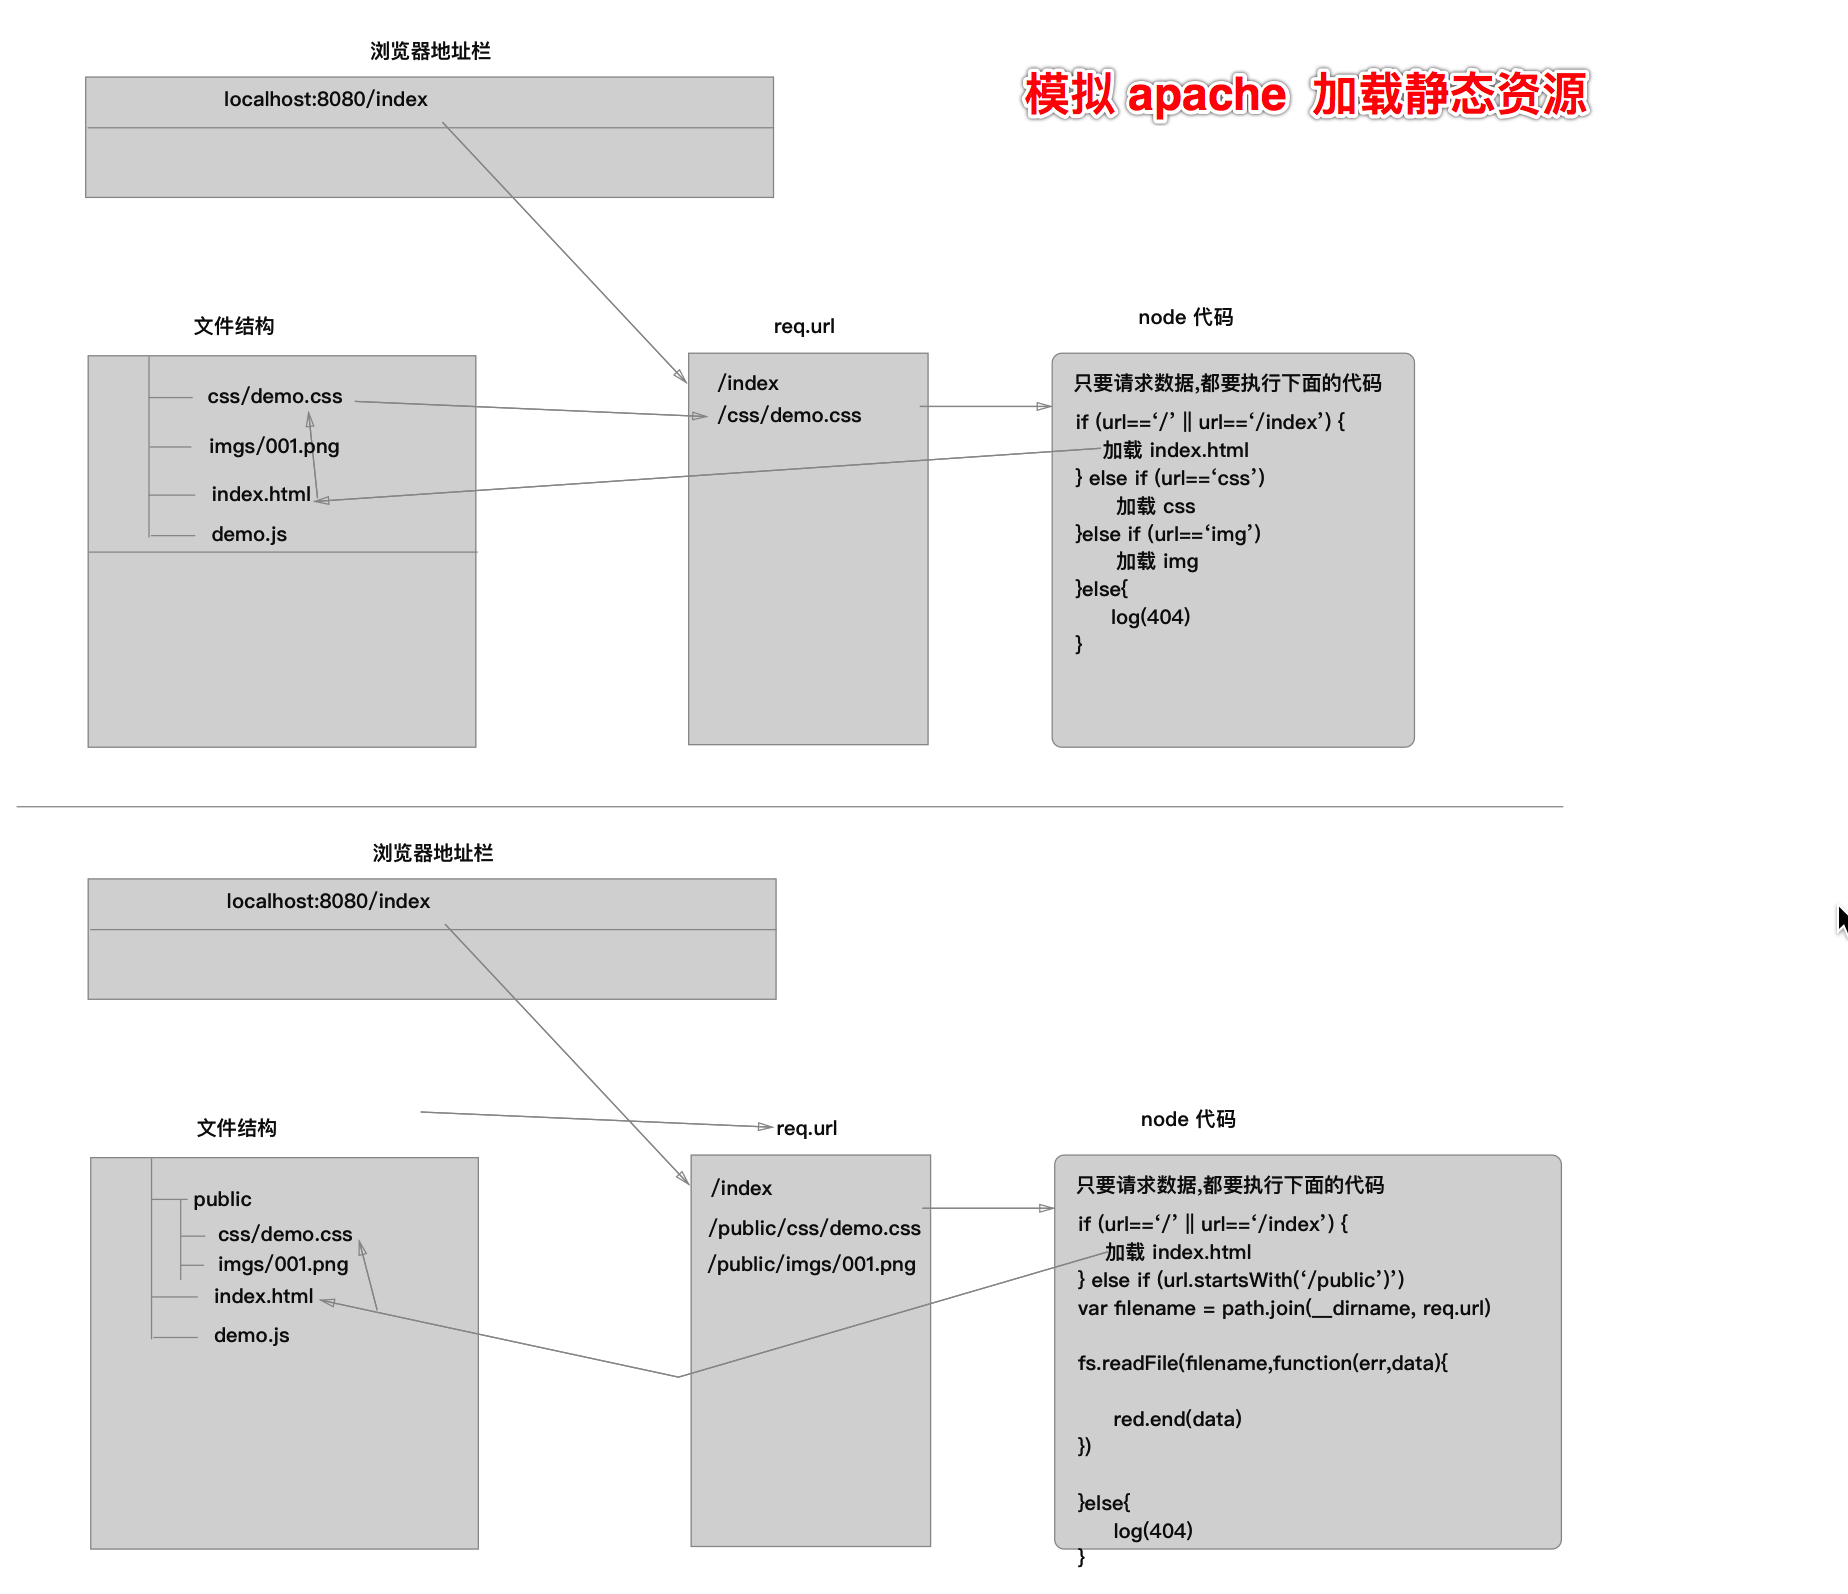 浏览器地址栏
模拟 apache 加载静态资源
localhost:8080/index
文件结构
css/demo.css
imgs/001.png
index.html
demo.js
req.url
/index
/css/demo.css
node 代码
只要请求数据,都要执行下面的代码
if (url==‘/’ || url==‘/index’) {
加载 index.html
} else if (url==‘css’)
加载 css
}else if (url==‘img’)
加载 img
}else{
log(404)
}
浏览器地址栏
localhost:8080/index
文件结构
public
css/demo.css
imgs/001.png
index.html
demo.js
req.url
/index
/public/css/demo.css
/public/imgs/001.png
node 代码
只要请求数据,都要执行下面的代码
if (url==‘/’ || url==‘/index’) {
加载 index.html
} else if (url.startsWith(‘/public’)’)
var filename = path.join(__dirname, req.url)
fs.readFile(filename,function(err,data){
red.end(data)
})
}else{
log(404)
}